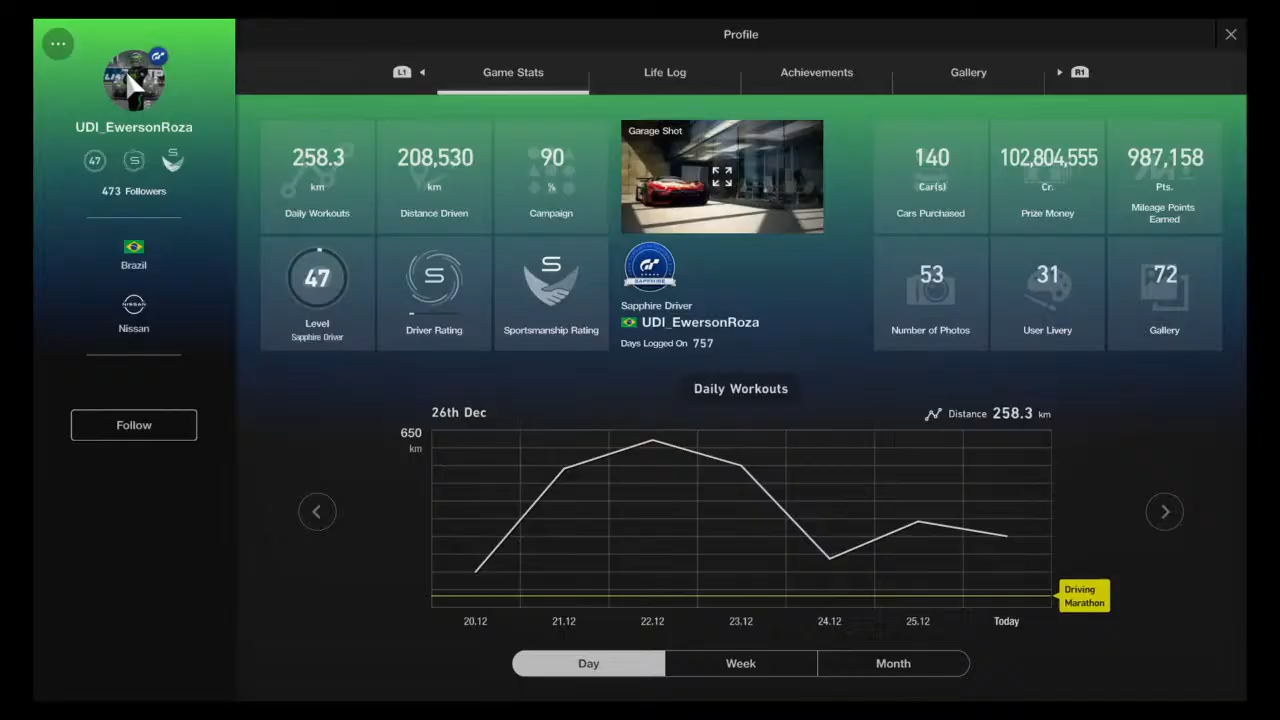 Profile
L1
Game Stats
Life Log
Achievements
Gallery
R1
UDI_EwersonRoza
47
S
S
473 Followers
Brazil
Nissan
Follow
258.3
km
Daily Workouts
208,530
km
Distance Driven
90
%
Campaign
Garage Shot
140
Car(s)
Cars Purchased
102,804,555
Cr.
Prize Money
987,158
Pts.
Mileage Points
Earned
47
Level
Sapphire Driver
S
Driver Rating
S
Sportsmanship Rating
SAPPHIRE
Sapphire Driver
UDI_EwersonRoza
Days Logged On 757
53
Number of Photos
31
User Livery
72
Gallery
Daily Workouts
26th Dec
Distance 258.3 km
650
km
Driving
Marathon
20.12
21.12
22.12
23.12
24.12
25.12
Today
Day
Week
Month